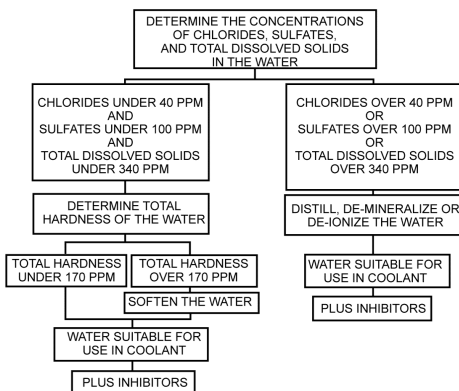 DETERMINE THE CONCENTRATIONS
OF CHLORIDES, SULFATES,
AND TOTAL DISSOLVED SOLIDS
IN THE WATER
CHLORIDES UNDER 40 PPM
AND
SULFATES UNDER 100 PPM
AND
TOTAL DISSOLVED SOLIDS
UNDER 340 PPM
CHLORIDES OVER 40 PPM
OR
SULFATES OVER 100 PPM
OR
TOTAL DISSOLVED SOLIDS
OVER 340 PPM
DETERMINE TOTAL
HARDNESS OF THE WATER
DISTILL, DE-MINERALIZE OR
DE-IONIZE THE WATER
TOTAL HARDNESS
UNDER 170 PPM
TOTAL HARDNESS
OVER 170 PPM
SOFTEN THE WATER
WATER SUITABLE FOR
USE IN COOLANT
PLUS INHIBITORS
WATER SUITABLE FOR
USE IN COOLANT
PLUS INHIBITORS